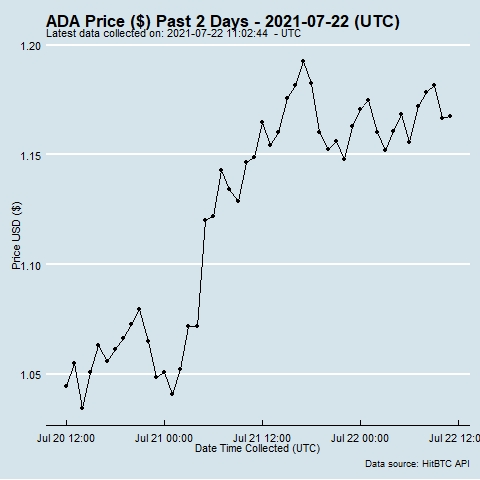 ADA Price ($) Past 2 Days - 2021-07-22 (UTC)
Latest data collected on: 2021-07-22 11:02:44 - UTC
1.20
1.15
1.10
1.05
Price USD ($)
Jul 20 12:00 Jul 21 00:00 Jul 21 12:00 Jul 22 00:00 Jul 22 12:00
Date Time Collected (UTC)
Data source: HitBTC API